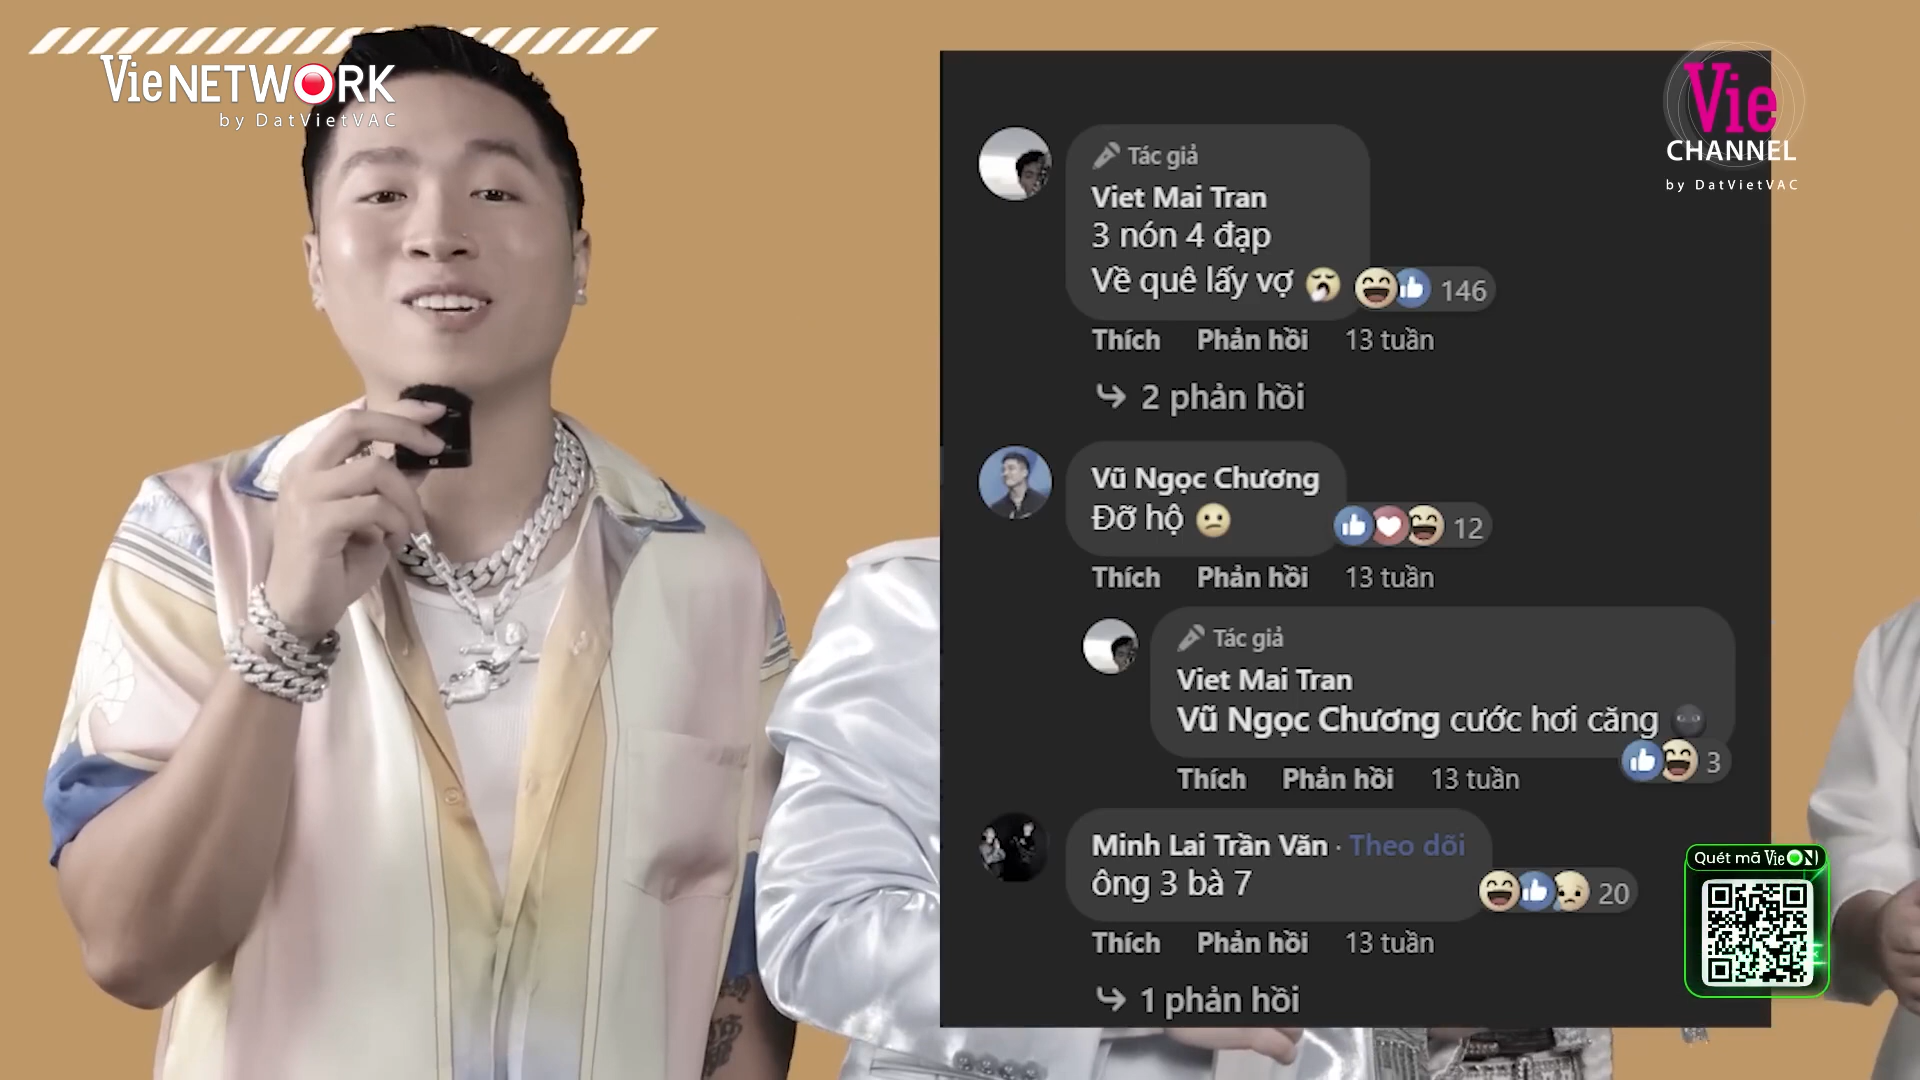 VieNETWORK
by DatVietVAC
Vie
CHANNEL
by DatVietVAC
Tác giả
Viet Mai Tran
3 nón 4 đạp
Về quê lấy vợ
146
Thích Phản hồi 13 tuần
2 phản hồi
Vũ Ngọc Chương
Đỡ hộ
12
Thích Phản hồi 13 tuần
Tác giả
Viet Mai Tran
Vũ Ngọc Chương cước hơi căng
3
Thích Phản hồi 13 tuần
Minh Lai Trần Văn · Theo dõi
ông 3 bà 7
20
Thích Phản hồi 13 tuần
1 phản hồi
Quét mã VieON